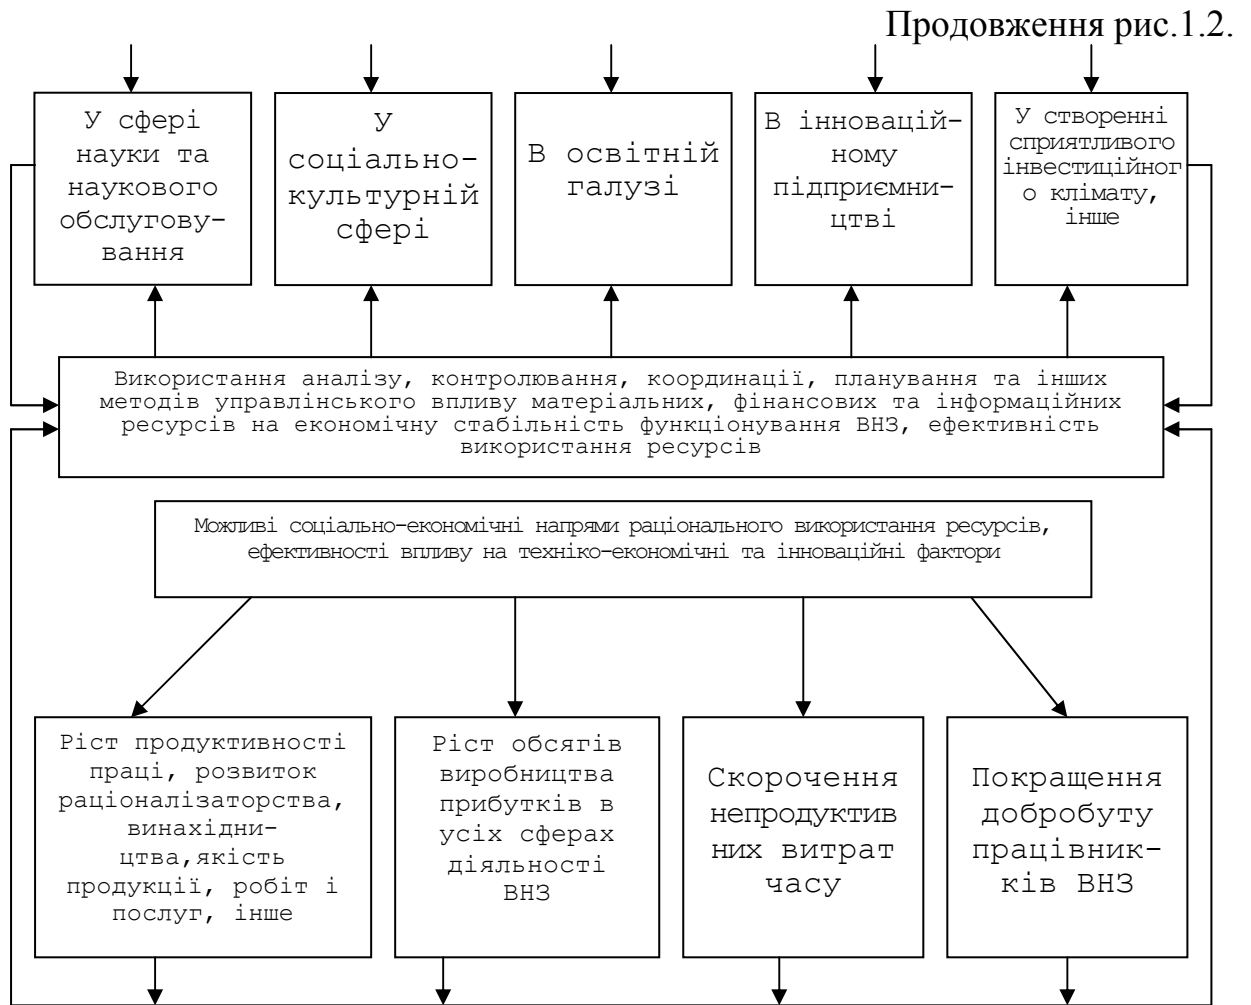 Продовження рис.1.2.
У сфері
науки та
наукового
обслугову-
вання
У
соціально-
культурній
сфері
В освітній
галузі
В інновацій-
ному
підприємни-
цтві
У створенні
сприятливого
інвестиційног
о клімату,
інше
Використання аналізу, контролювання, координації, планування та інших
методів управлінського впливу матеріальних, фінансових та інформаційних
ресурсів на економічну стабільність функціонування ВНЗ, ефективність
використання ресурсів
Можливі соціально-економічні напрями раціонального використання ресурсів,
ефективності впливу на техніко-економічні та інноваційні фактори
Ріст продуктивності
праці, розвиток
раціоналізаторства,
винахідни-
цтва,якість
продукції, робіт і
послуг, інше
Ріст обсягів
виробництва
прибутків в
усіх сферах
діяльності
ВНЗ
Скорочення
непродуктив
них витрат
часу
Покращення
добробуту
працівник-
ків ВНЗ